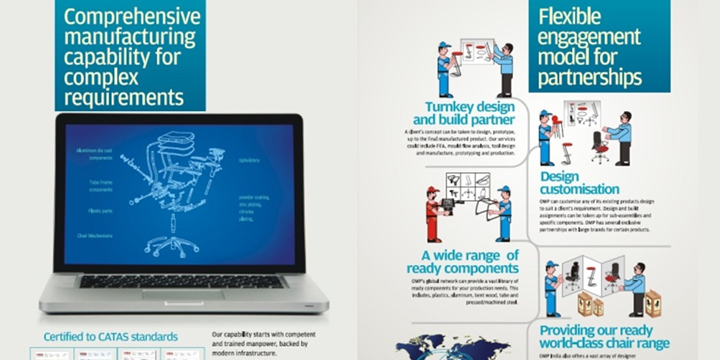 Comprehensive
manufacturing
capability for
complex
requirements
Aluminum die cast
components
Tube frame
components
Plastic parts
Chair Mechanisms
Upholstery
powder coating,
zinc plating,
chrome
plating.
Certified to CATAS standards
Our capability starts with competent
and trained manpower, backed by
modern infrastructure.
Flexible
engagement
model for
partnerships
Turnkey design
and build partner
A client's concept can be taken to design, prototype,
up to the final manufactured product. Our services
could include FEA, mould flow analysis, tool design
and manufacture, prototyping and production.
Design
customisation
OWP can customise any of its existing products design
to suit a client's requirement. Design and build
assignments can be taken up for sub-assemblies and
specific components. OWP has several exclusive
partnerships with large brands for certain products.
A wide range of
ready components
OWP's global network can provide a vast library of
ready components for your production needs. This
includes, plastics, aluminum, bent wood, tube and
pressed/machined steel.
Providing our ready
world-class chair range
OWP India also offers a vast array of designer